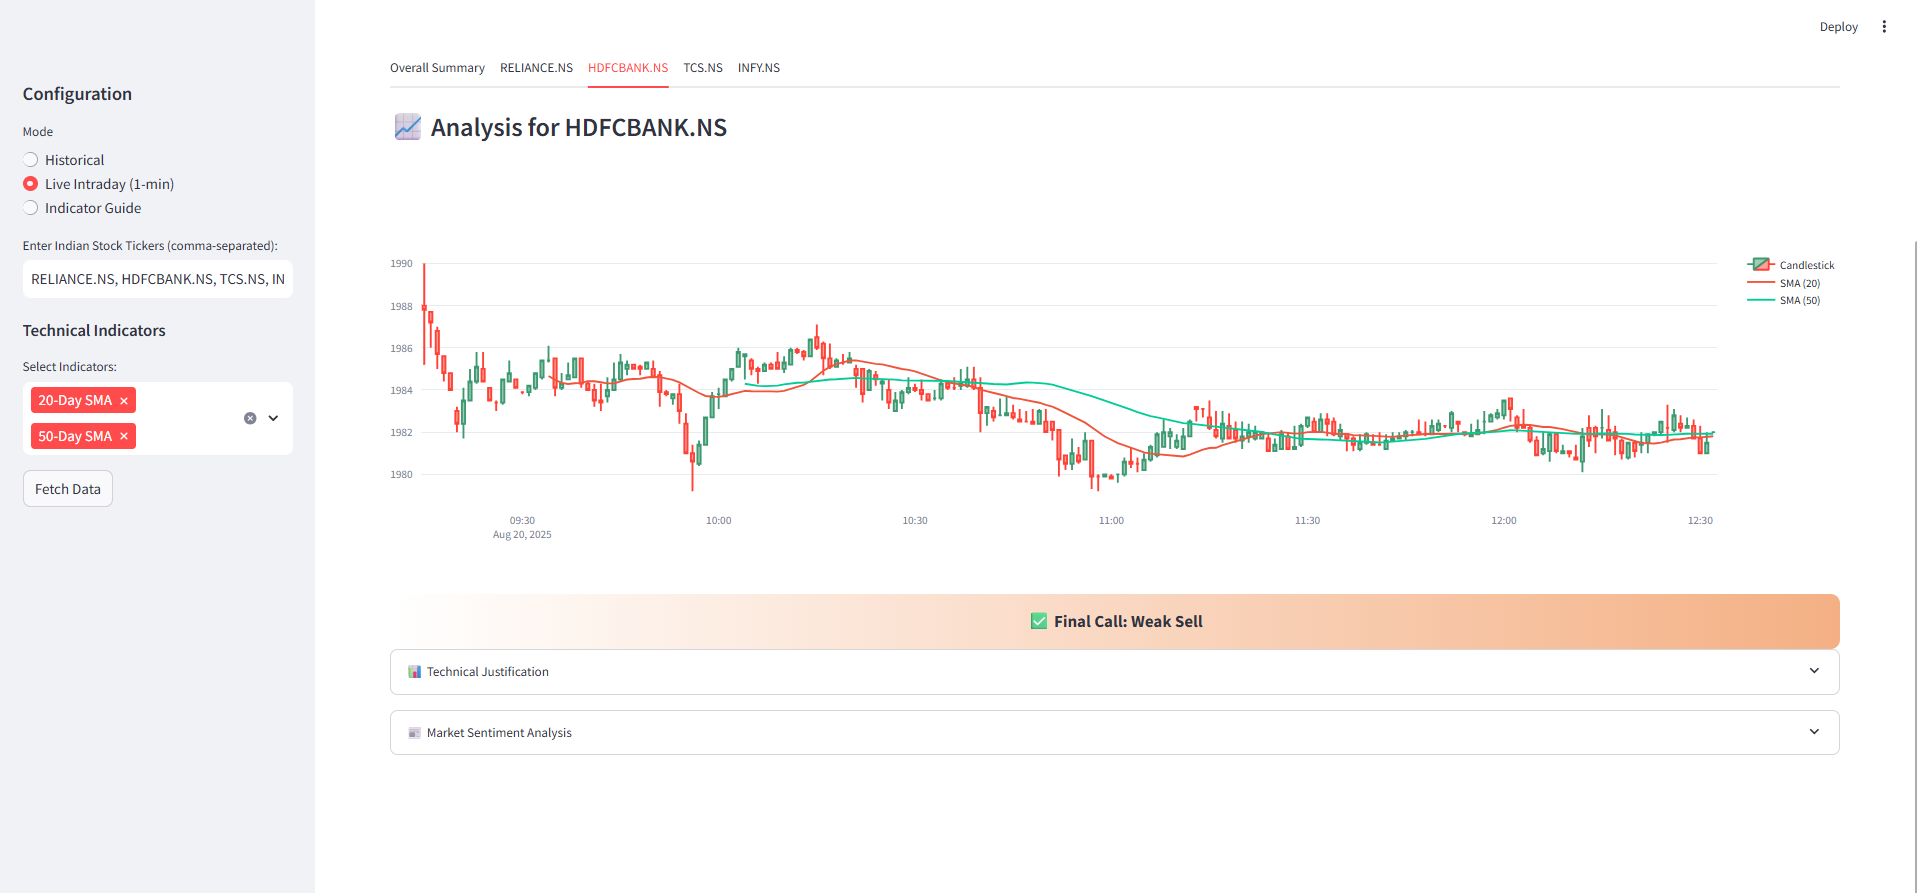 Deploy
Configuration
Mode
Historical
Live Intraday (1-min)
Indicator Guide
Enter Indian Stock Tickers (comma-separated):
RELIANCE.NS, HDFCBANK.NS, TCS.NS, IN
Technical Indicators
Select Indicators:
20-Day SMA ×
50-Day SMA ×
Fetch Data
Overall Summary RELIANCE.NS HDFCBANK.NS TCS.NS INFY.NS
Analysis for HDFCBANK.NS
1990
1988
1986
1984
1982
1980
09:30 10:00 10:30 11:00 11:30 12:00 12:30
Aug 20, 2025
Candlestick
SMA (20)
SMA (50)
Final Call: Weak Sell
Technical Justification
Market Sentiment Analysis